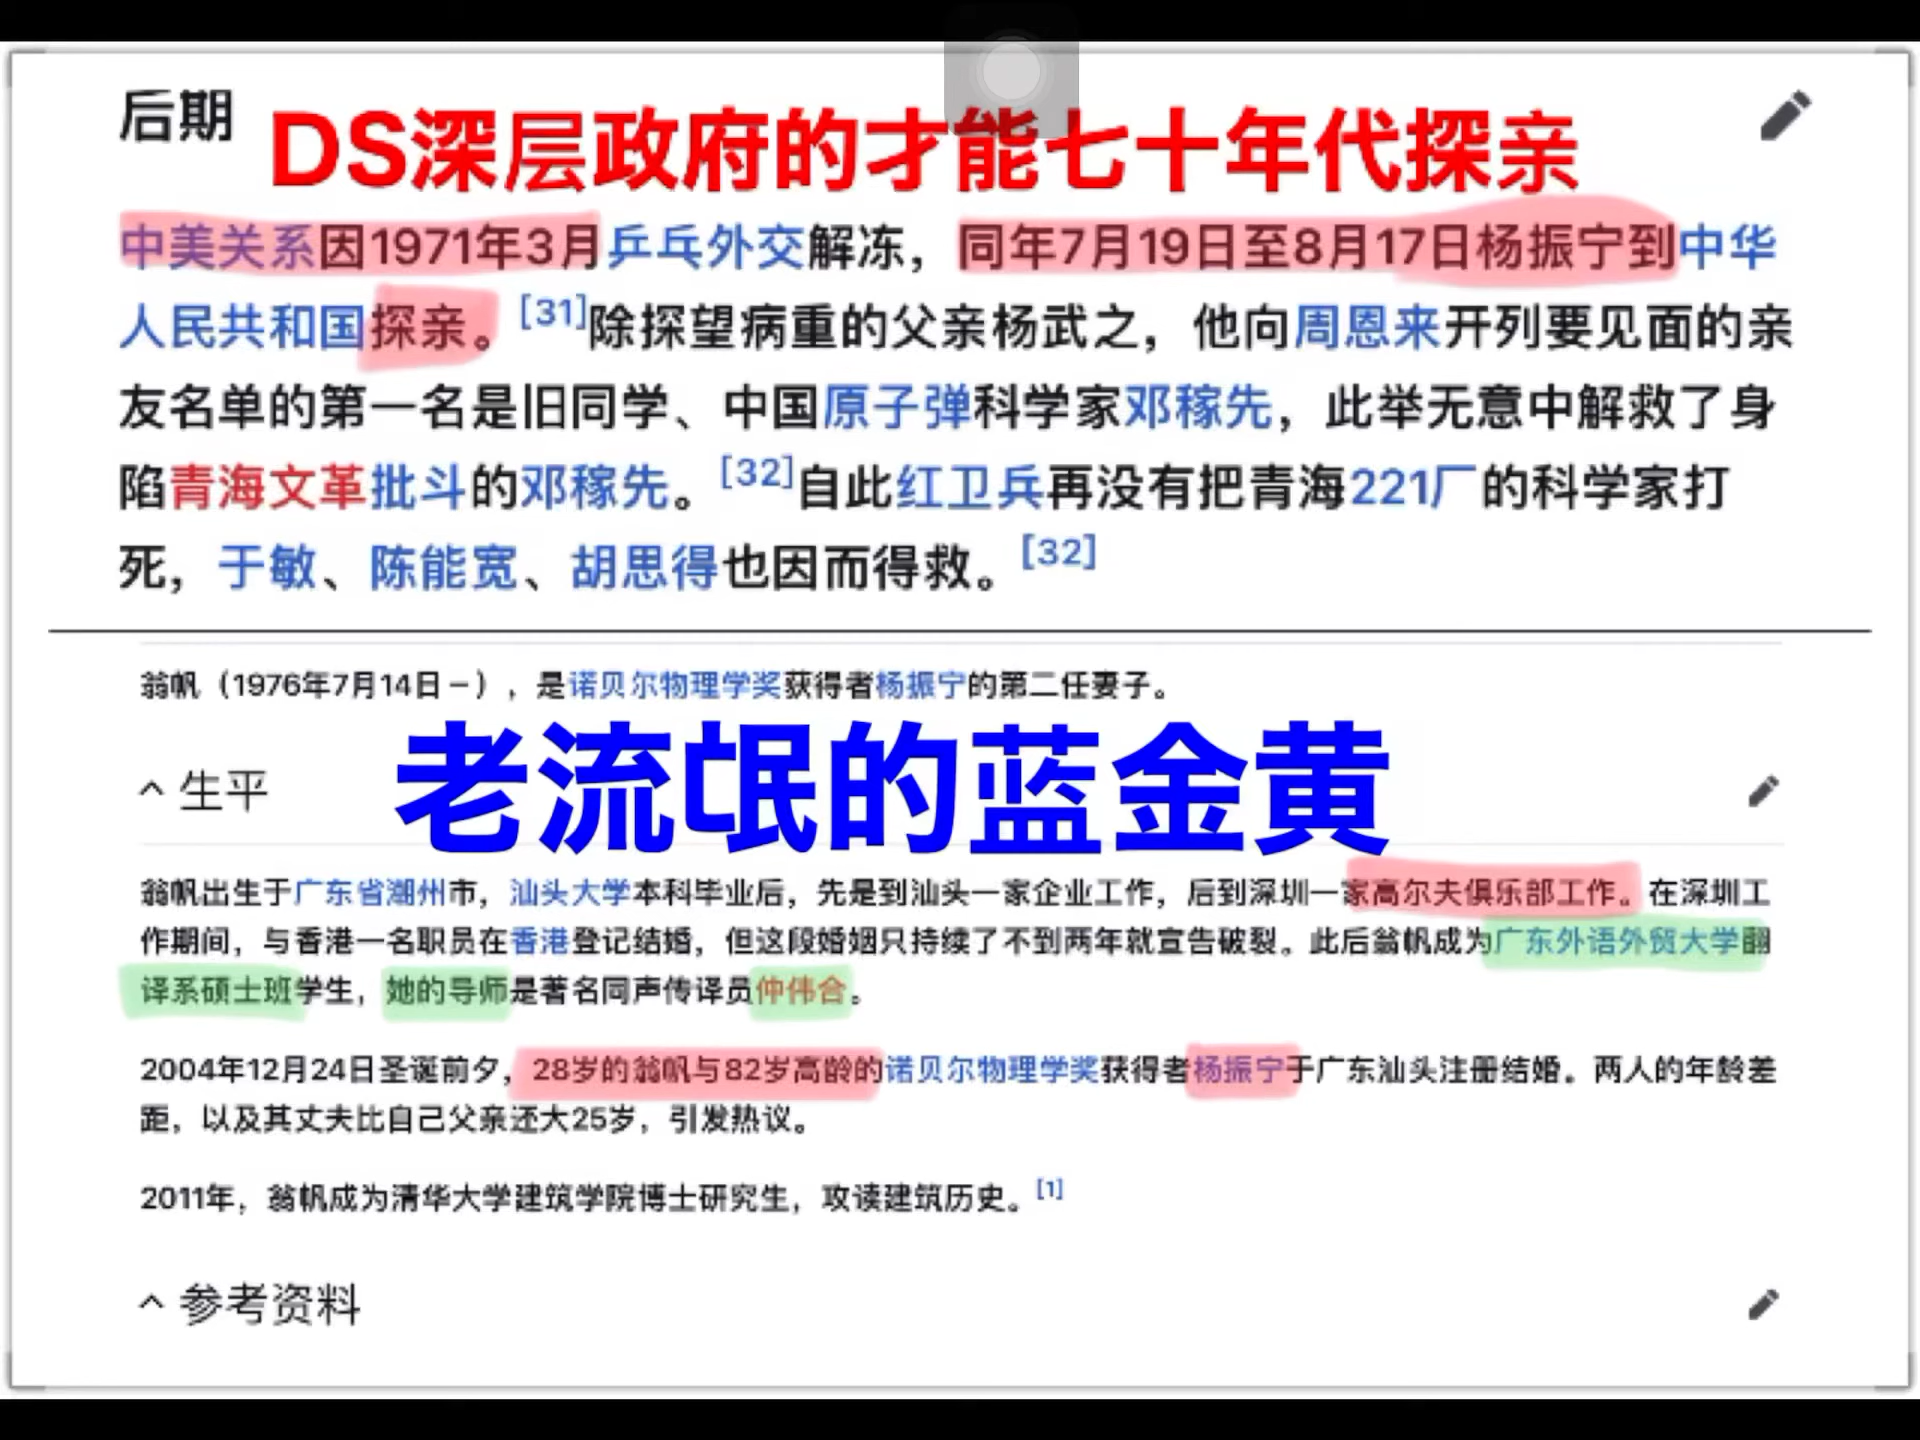 后期
DS深层政府的才能七十年代探亲
中美关系因1971年3月乒乓外交解冻，同年7月19日至8月17日杨振宁到中华
人民共和国探亲。[31]除探望病重的父亲杨武之，他向周恩来开列要见面的亲
友名单的第一名是旧同学、中国原子弹科学家邓稼先，此举无意中解救了身
陷青海文革批斗的邓稼先。[32]自此红卫兵再没有把青海221厂的科学家打
死，于敏、陈能宽、胡思得也因而得救。[32]
翁帆（1976年7月14日－），是诺贝尔物理学奖获得者杨振宁的第二任妻子。
老流氓的蓝金黄
^ 生平
翁帆出生于广东省潮州市，汕头大学本科毕业后，先是到汕头一家企业工作，后到深圳一家高尔夫俱乐部工作。在深圳工
作期间，与香港一名职员在香港登记结婚，但这段婚姻只持续了不到两年就宣告破裂。此后翁帆成为广东外语外贸大学翻
译系硕士班学生，她的导师是著名同声传译员仲伟合。
2004年12月24日圣诞前夕，28岁的翁帆与82岁高龄的诺贝尔物理学奖获得者杨振宁于广东汕头注册结婚。两人的年龄差
距，以及其丈夫比自己父亲还大25岁，引发热议。
2011年，翁帆成为清华大学建筑学院博士研究生，攻读建筑历史。[1]
^ 参考资料